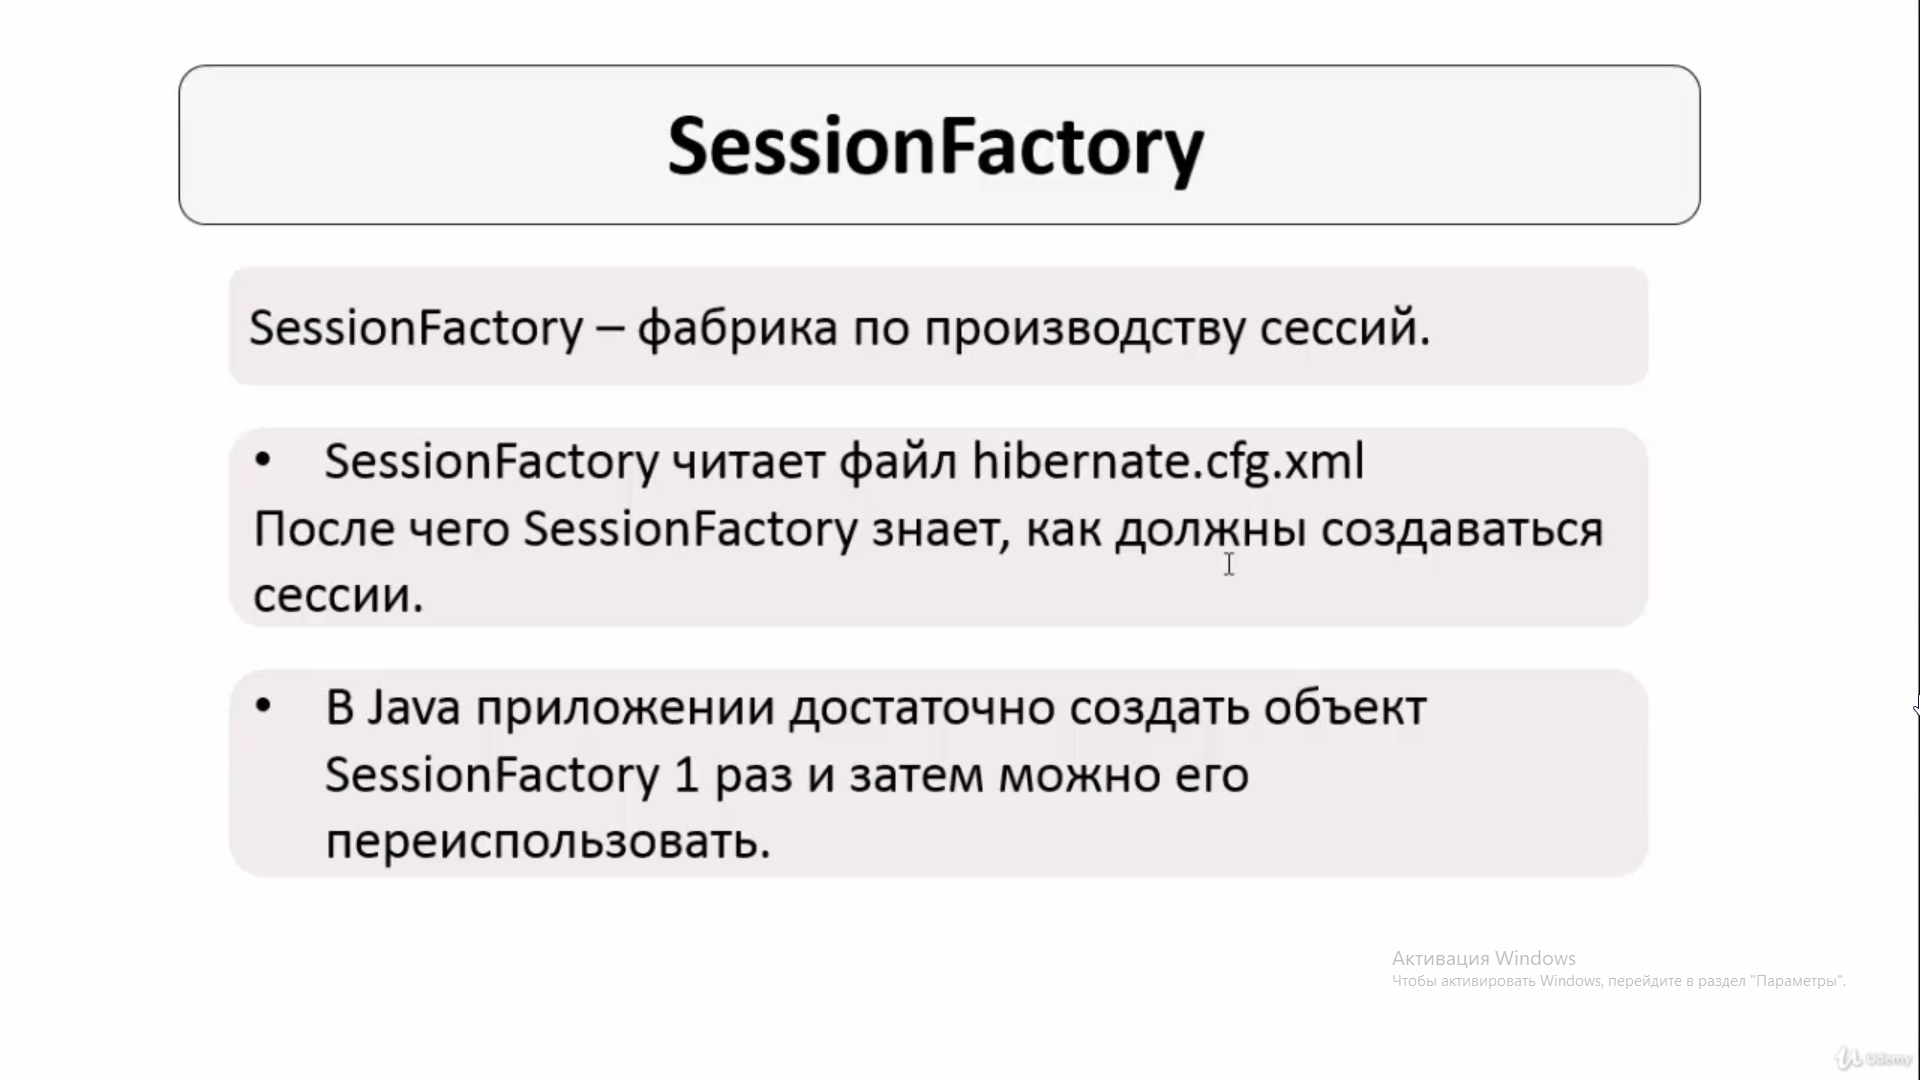 SessionFactory
SessionFactory – фабрика по производству сессий.
• SessionFactory читает файл hibernate.cfg.xml
После чего SessionFactory знает, как должны создаваться
сессии.
• В Java приложении достаточно создать объект
SessionFactory 1 раз и затем можно его
переиспользовать.
Активация Windows
Чтобы активировать Windows, перейдите в раздел "Параметры".
Udemy